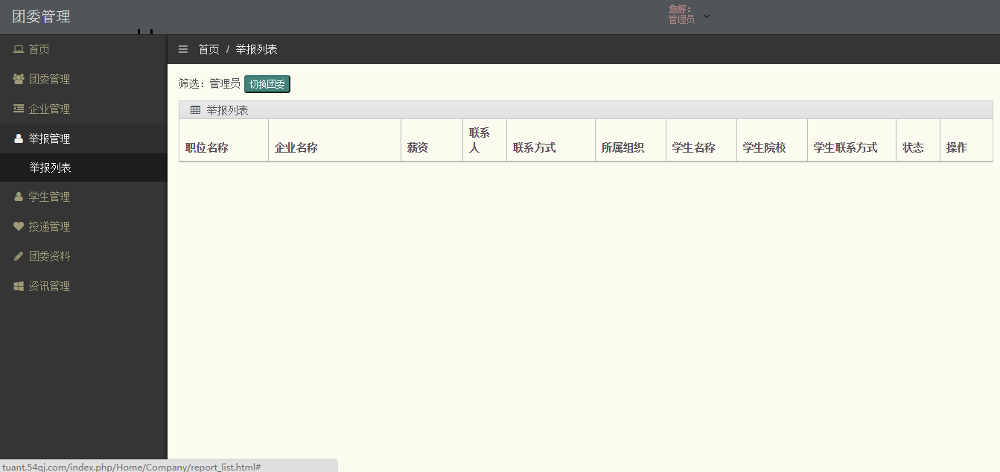 团委管理
您好：
管理员
首页
团委管理
企业管理
举报管理
举报列表
学生管理
投递管理
团委资料
资讯管理
首页 / 举报列表
筛选：管理员 切换团委
举报列表
职位名称 企业名称 薪资 联系人 联系方式 所属组织 学生名称 学生院校 学生联系方式 状态 操作
tuant.54qj.com/index.php/Home/Company/report_list.html#